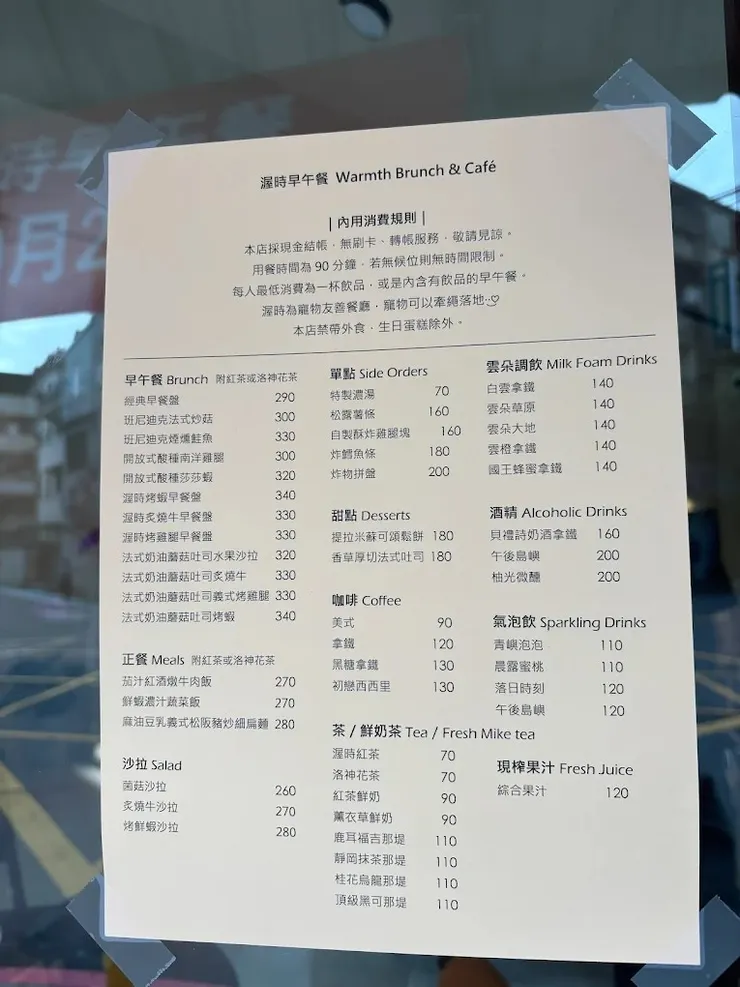 渥時早午餐 Warmth Brunch & Café
| 內用消費規則 |
本店採現金結帳，無刷卡、轉帳服務，敬請見諒。
用餐時間為 90 分鐘，若無候位則無時間限制。
每人最低消費為一杯飲品，或是內含有飲品的早午餐。
渥時為寵物友善餐廳，寵物可以牽繩落地
本店禁帶外食，生日蛋糕除外。
早午餐 Brunch 附紅茶或洛神花茶
經典早餐盤 290
班尼迪克法式炒菇 300
班尼迪克煙燻鮭魚 330
開放式酸種南洋雞腿 300
開放式酸種莎莎蝦 320
渥時烤蝦早餐盤 340
渥時炙燒牛早餐盤 330
渥時烤雞腿早餐盤 330
法式奶油蘑菇吐司水果沙拉 320
法式奶油蘑菇吐司炙燒牛 330
法式奶油蘑菇吐司義式烤雞腿 330
法式奶油蘑菇吐司烤蝦 340
正餐 Meals 附紅茶或洛神花茶
茄汁紅酒燉牛肉飯 270
鮮蝦濃汁蔬菜飯 270
麻油豆乳義式松阪豬炒細扁麵 280
沙拉 Salad
菌菇沙拉 260
炙燒牛沙拉 270
烤鮮蝦沙拉 280
單點 Side Orders
特製濃湯 70
松露薯條 160
自製酥炸雞腿塊 160
炸鱈魚條 180
炸物拼盤 200
甜點 Desserts
提拉米蘇可頌鬆餅 180
香草厚切法式吐司 180
咖啡 Coffee
美式 90
拿鐵 120
黑糖拿鐵 130
初戀西西里 130
茶 / 鮮奶茶 Tea / Fresh Mike tea
渥時紅茶 70
洛神花茶 70
紅茶鮮奶 90
薰衣草鮮奶 90
鹿耳福吉那堤 110
靜岡抹茶那堤 110
桂花烏龍那堤 110
頂級黑可那堤 110
雲朵調飲 Milk Foam Drinks
白雲拿鐵 140
雲朵草原 140
雲朵大地 140
雲橙拿鐵 140
國王蜂蜜拿鐵 140
酒精 Alcoholic Drinks
貝禮詩奶酒拿鐵 160
午後島嶼 200
柚光微醺 200
氣泡飲 Sparkling Drinks
青嶼泡泡 110
晨露蜜桃 110
落日時刻 120
午後島嶼 120
現榨果汁 Fresh Juice
綜合果汁 120